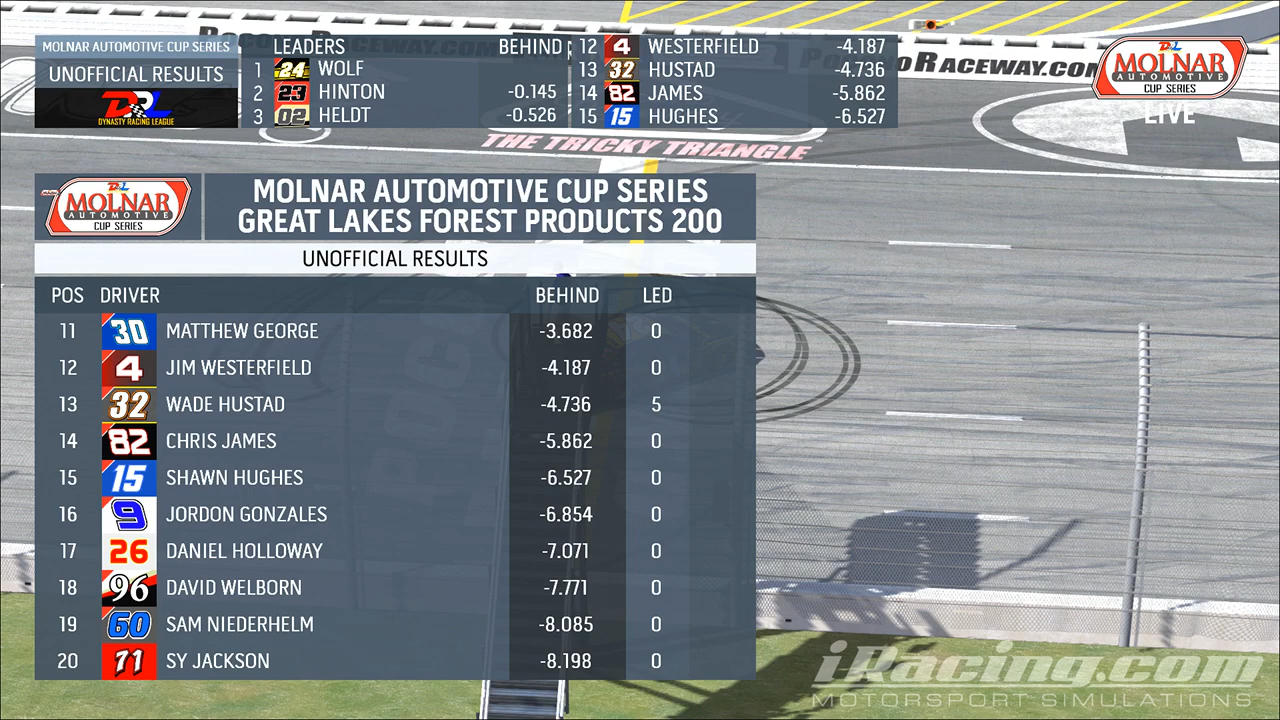 MOLNAR AUTOMOTIVE CUP SERIES
UNOFFICIAL RESULTS
DRL
DYNASTY RACING LEAGUE
LEADERS BEHIND
1 24 WOLF
2 23 HINTON -0.145
3 02 HELDT -0.526
12 4 WESTERFIELD -4.187
13 32 HUSTAD -4.736
14 82 JAMES -5.862
15 15 HUGHES -6.527
Raceway.com
MOLNAR
AUTOMOTIVE
CUP SERIES
LIVE
THE TRICKY TRIANGLE
MOLNAR
AUTOMOTIVE
CUP SERIES
MOLNAR AUTOMOTIVE CUP SERIES
GREAT LAKES FOREST PRODUCTS 200
UNOFFICIAL RESULTS
POS DRIVER BEHIND LED
11 30 MATTHEW GEORGE -3.682 0
12 4 JIM WESTERFIELD -4.187 0
13 32 WADE HUSTAD -4.736 5
14 82 CHRIS JAMES -5.862 0
15 15 SHAWN HUGHES -6.527 0
16 9 JORDON GONZALES -6.854 0
17 26 DANIEL HOLLOWAY -7.071 0
18 96 DAVID WELBORN -7.771 0
19 60 SAM NIEDERHELM -8.085 0
20 71 SY JACKSON -8.198 0
iRacing.com
MOTORSPORT SIMULATIONS